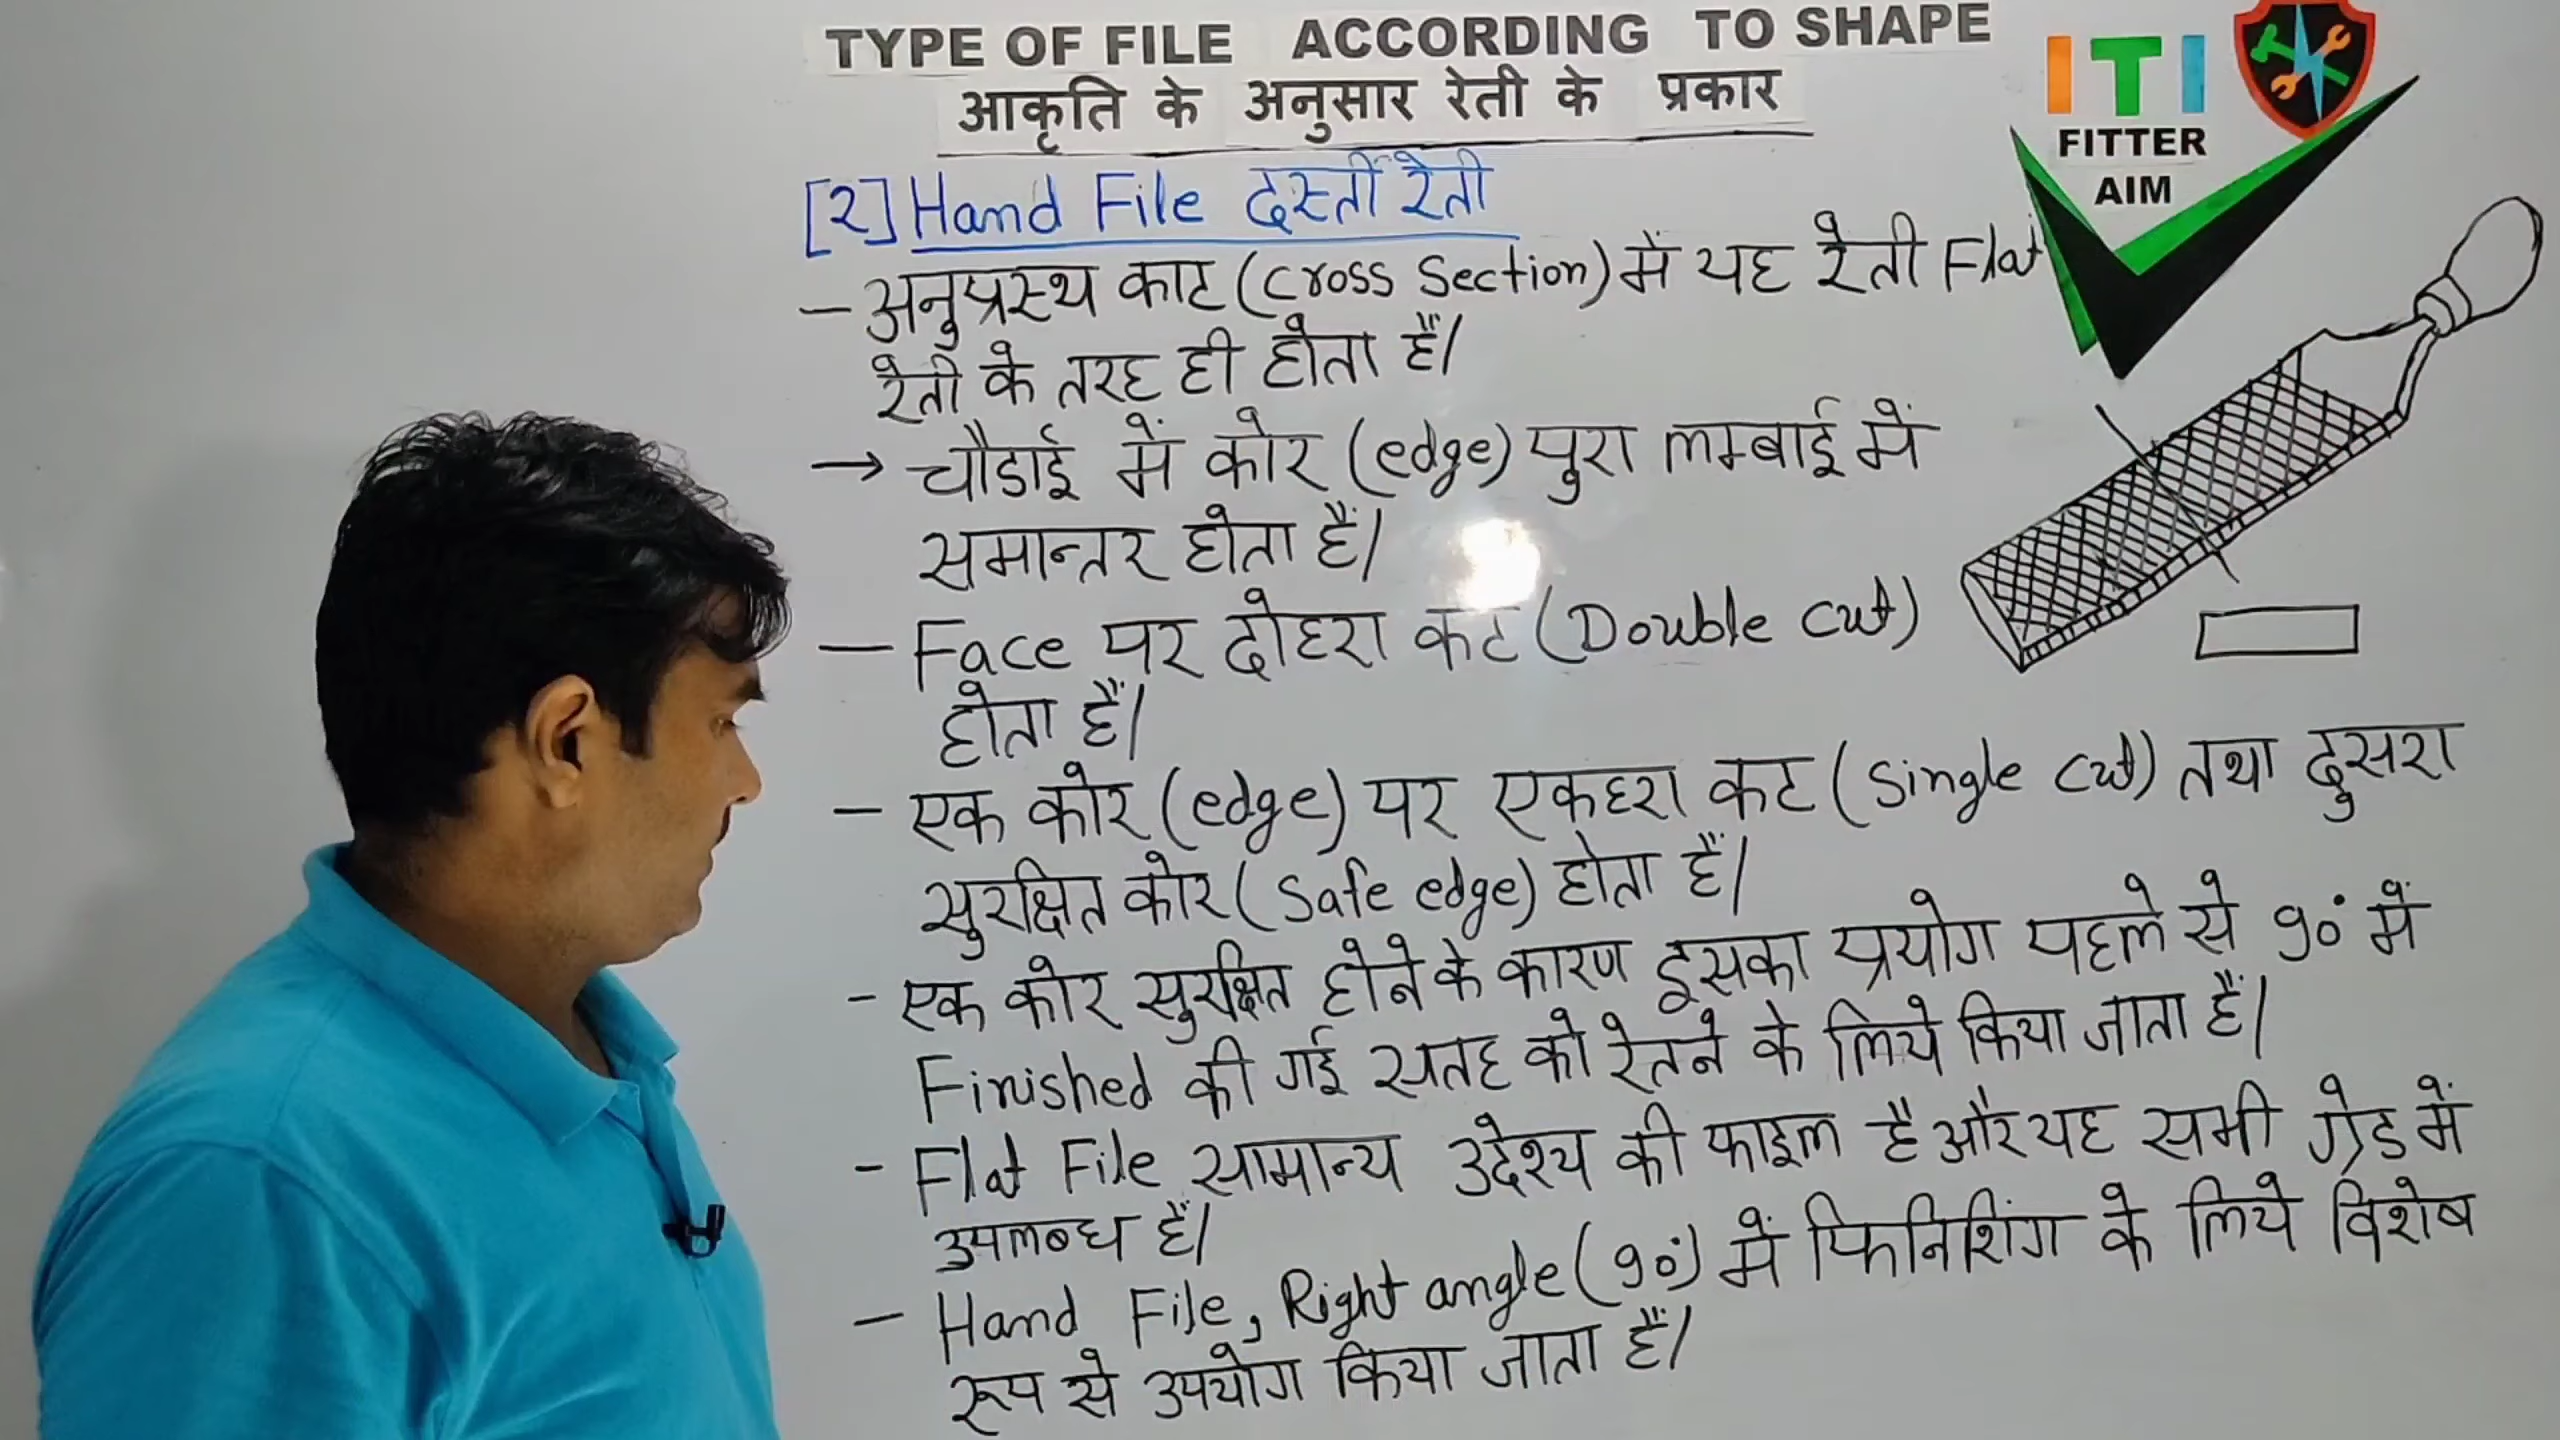 TYPE OF FILE ACCORDING TO SHAPE
आकृति के अनुसार रेती के प्रकार
ITI
FITTER
AIM
[2] Hand File दस्ती रेती
- अनुप्रस्थ काट (Cross Section) में यह रेती Flat
रेती के तरह ही होता हैं।
→ चौडाई में कोर (edge) पुरा लम्बाई में
समान्तर होता हैं।
- Face पर दोहरा कट (Double Cut)
होता हैं।
- एक कोर (edge) पर एकहरा कट (Single Cut) तथा दुसरा
सुरक्षित कोर (Safe edge) होता हैं।
- एक कोर सुरक्षित होने के कारण इसका प्रयोग पहले से 90° में
Finished की गई सतह को रेतने के लिये किया जाता हैं।
- Flat File सामान्य उदेश्य की फाइल है और यह सभी ग्रेड में
उपलब्ध हैं।
- Hand File, Right angle (90°) में फिनिशिंग के लिये विशेष
रूप से उपयोग किया जाता हैं।